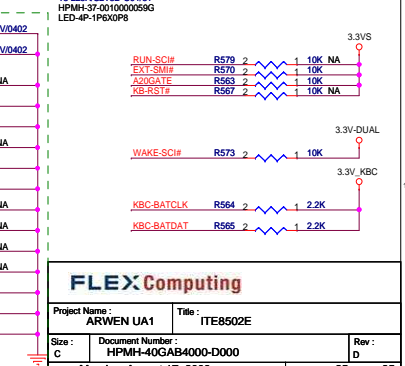 HPMH-37-0010000059G
LED-4P-1P6X0P8
V/0402
V/0402
NA
NA
NA
NA
NA
NA
3.3VS
RUN-SCI# R579 2 1 10K NA
EXT-SMI# R570 2 1 10K
A20GATE R563 2 1 10K
KB-RST# R567 2 1 10K NA
3.3V-DUAL
WAKE-SCI# R573 2 1 10K
3.3V_KBC
KBC-BATCLK R564 2 1 2.2K
KBC-BATDAT R565 2 1 2.2K
FLEX Computing
Project Name : ARWEN UA1
Title : ITE8502E
Size : C
Document Number : HPMH-40GAB4000-D000
Rev : D